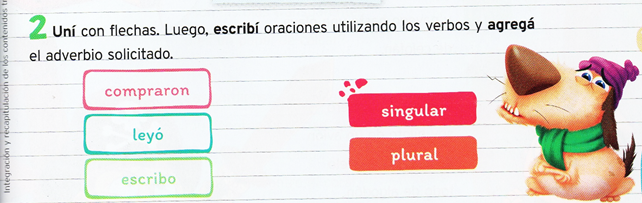 2 Uní con flechas. Luego, escribí oraciones utilizando los verbos y agregá
el adverbio solicitado.
compraron
leyó
escribo
singular
plural
Integración y recapitulación de los contenidos